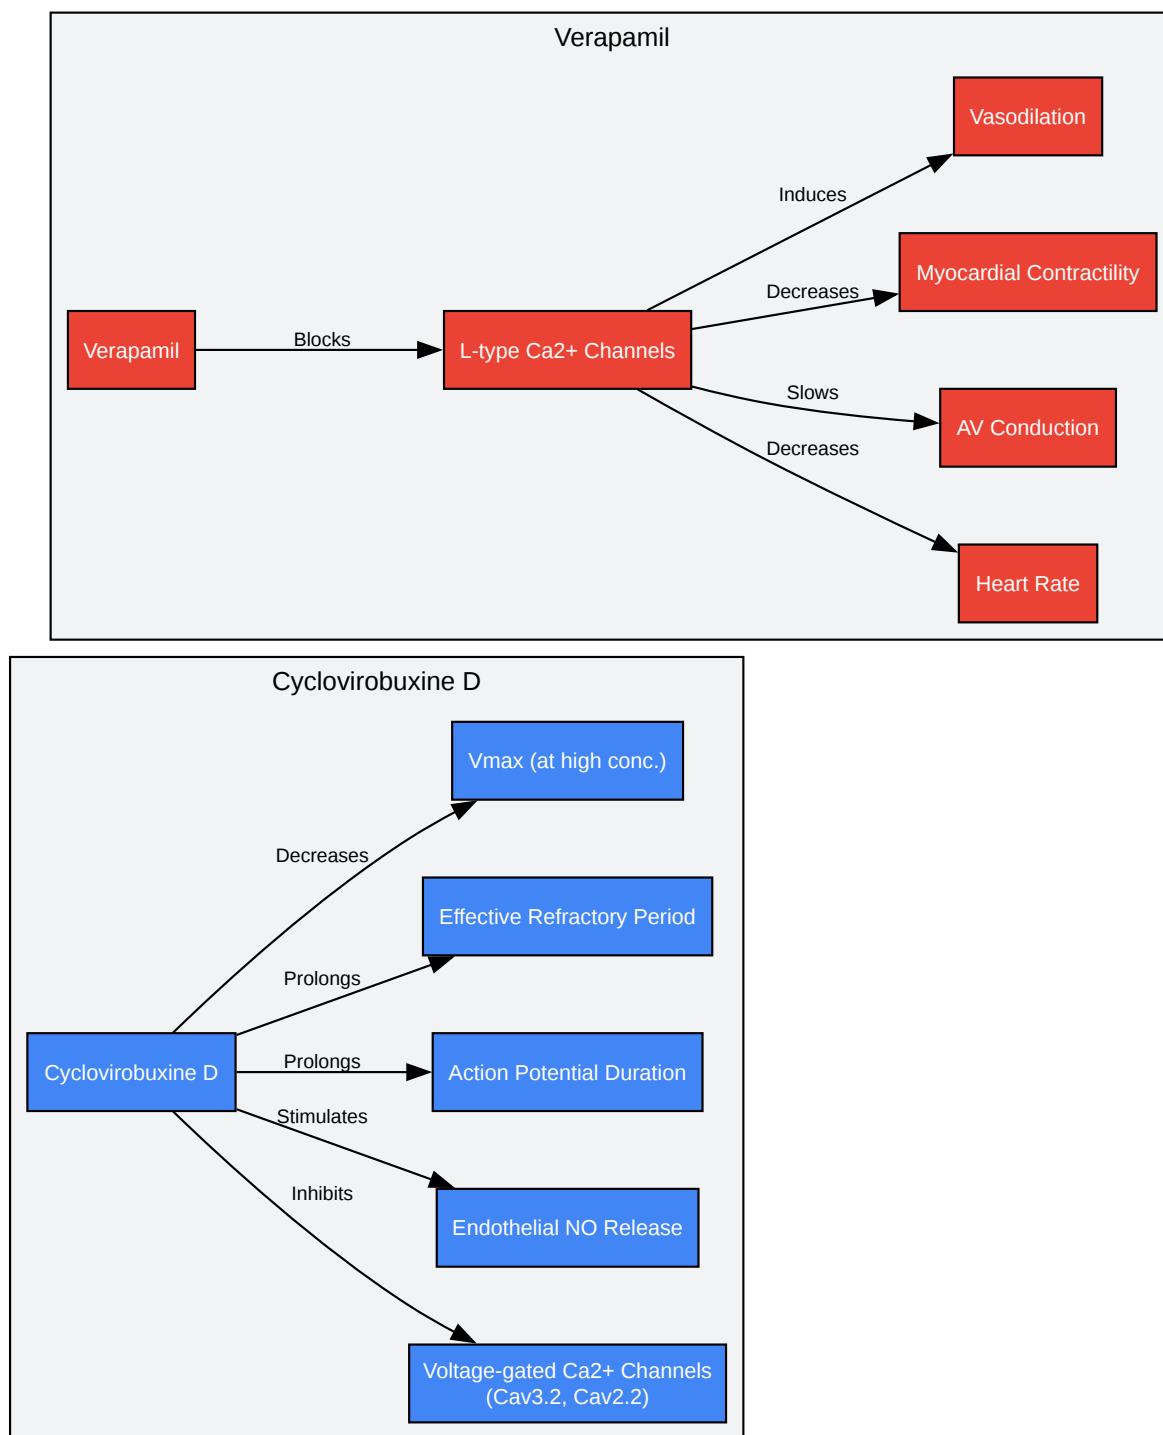 Verapamil
Vasodilation
Induces
Myocardial Contractility
Decreases
Verapamil
Blocks
L-type Ca2+ Channels
Slows
AV Conduction
Decreases
Heart Rate
Cyclovirobuxine D
Vmax (at high conc.)
Decreases
Effective Refractory Period
Prolongs
Cyclovirobuxine D
Prolongs
Action Potential Duration
Stimulates
Endothelial NO Release
Inhibits
Voltage-gated Ca2+ Channels
(Cav3.2, Cav2.2)